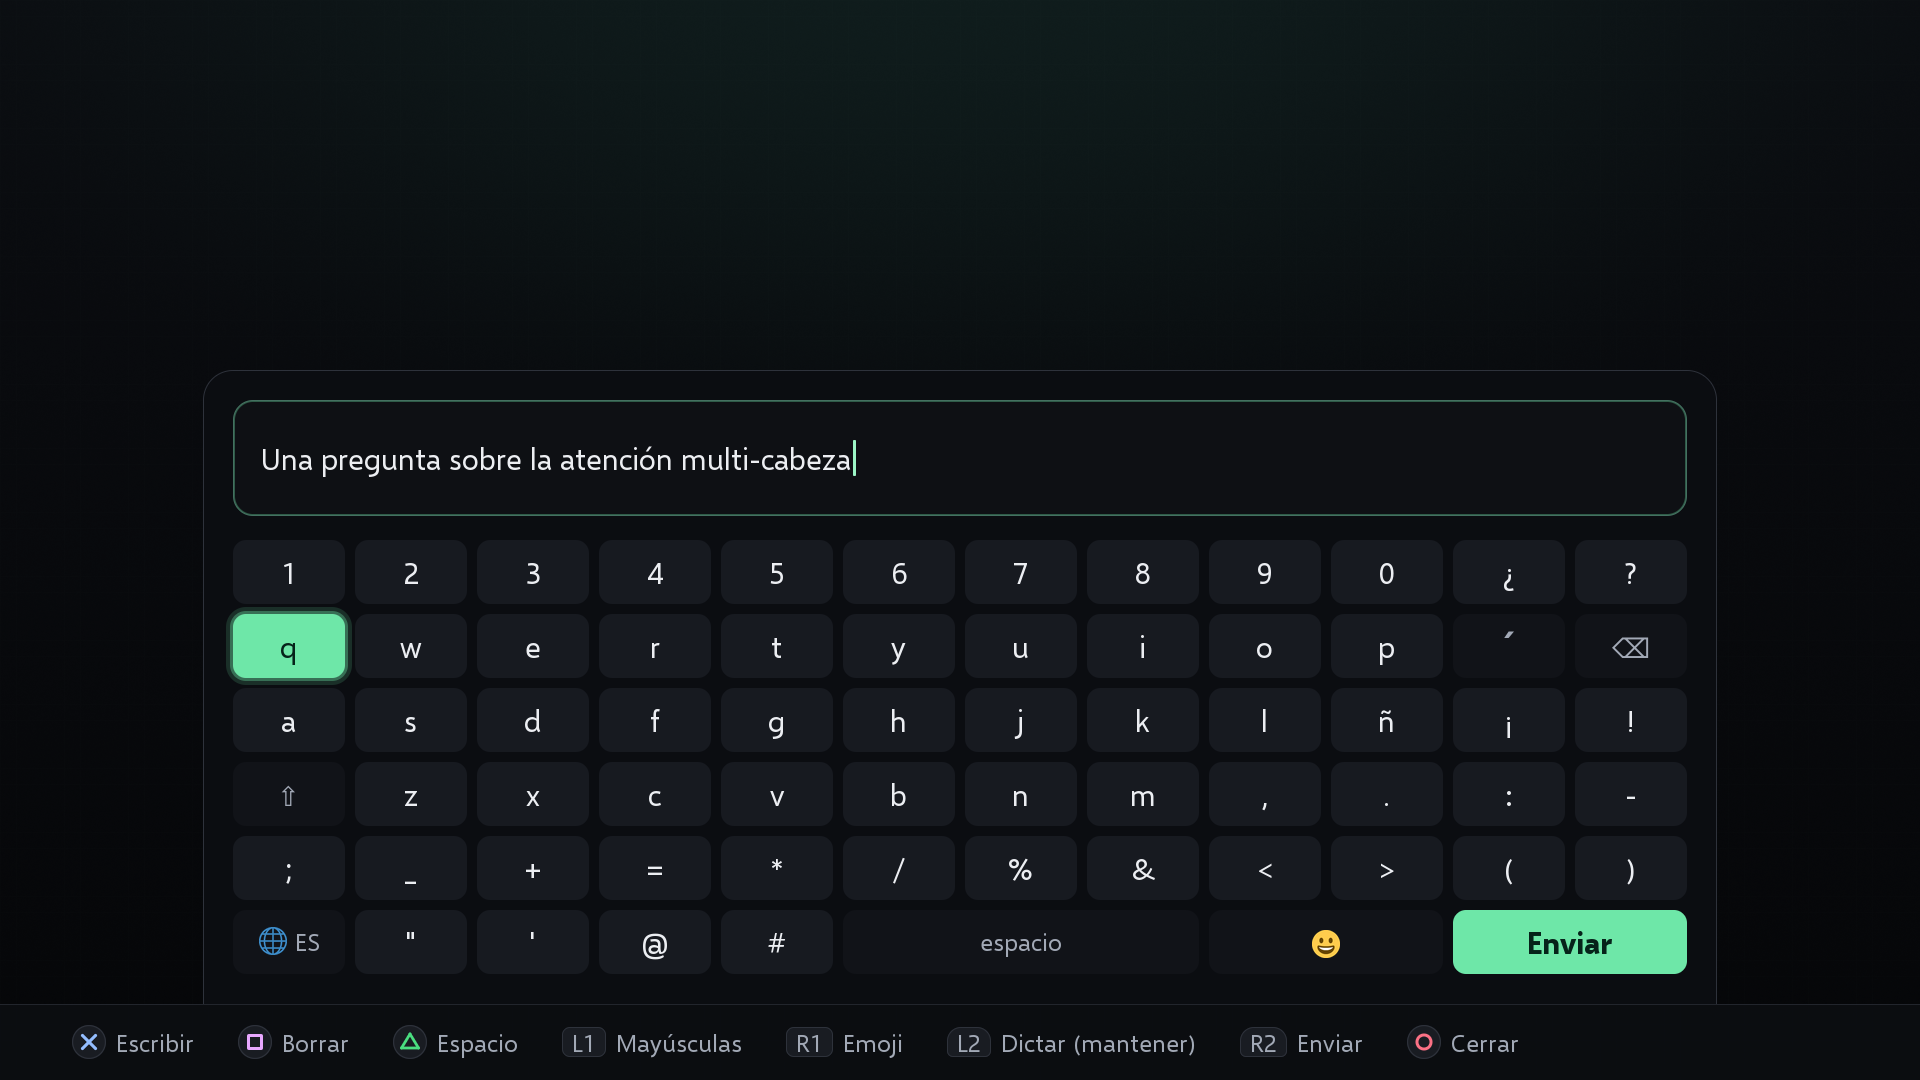 Una pregunta sobre la atención multi-cabeza
1 2 3 4 5 6 7 8 9 0 ¿ ?
q w e r t y u i o p ´ ⌫
a s d f g h j k l ñ ¡ !
⇧ z x c v b n m , . : -
; _ + = * / % & < > ( )
🌐 ES " ' @ # espacio 😀 Enviar
Escribir Borrar Espacio L1 Mayúsculas R1 Emoji L2 Dictar (mantener) R2 Enviar Cerrar